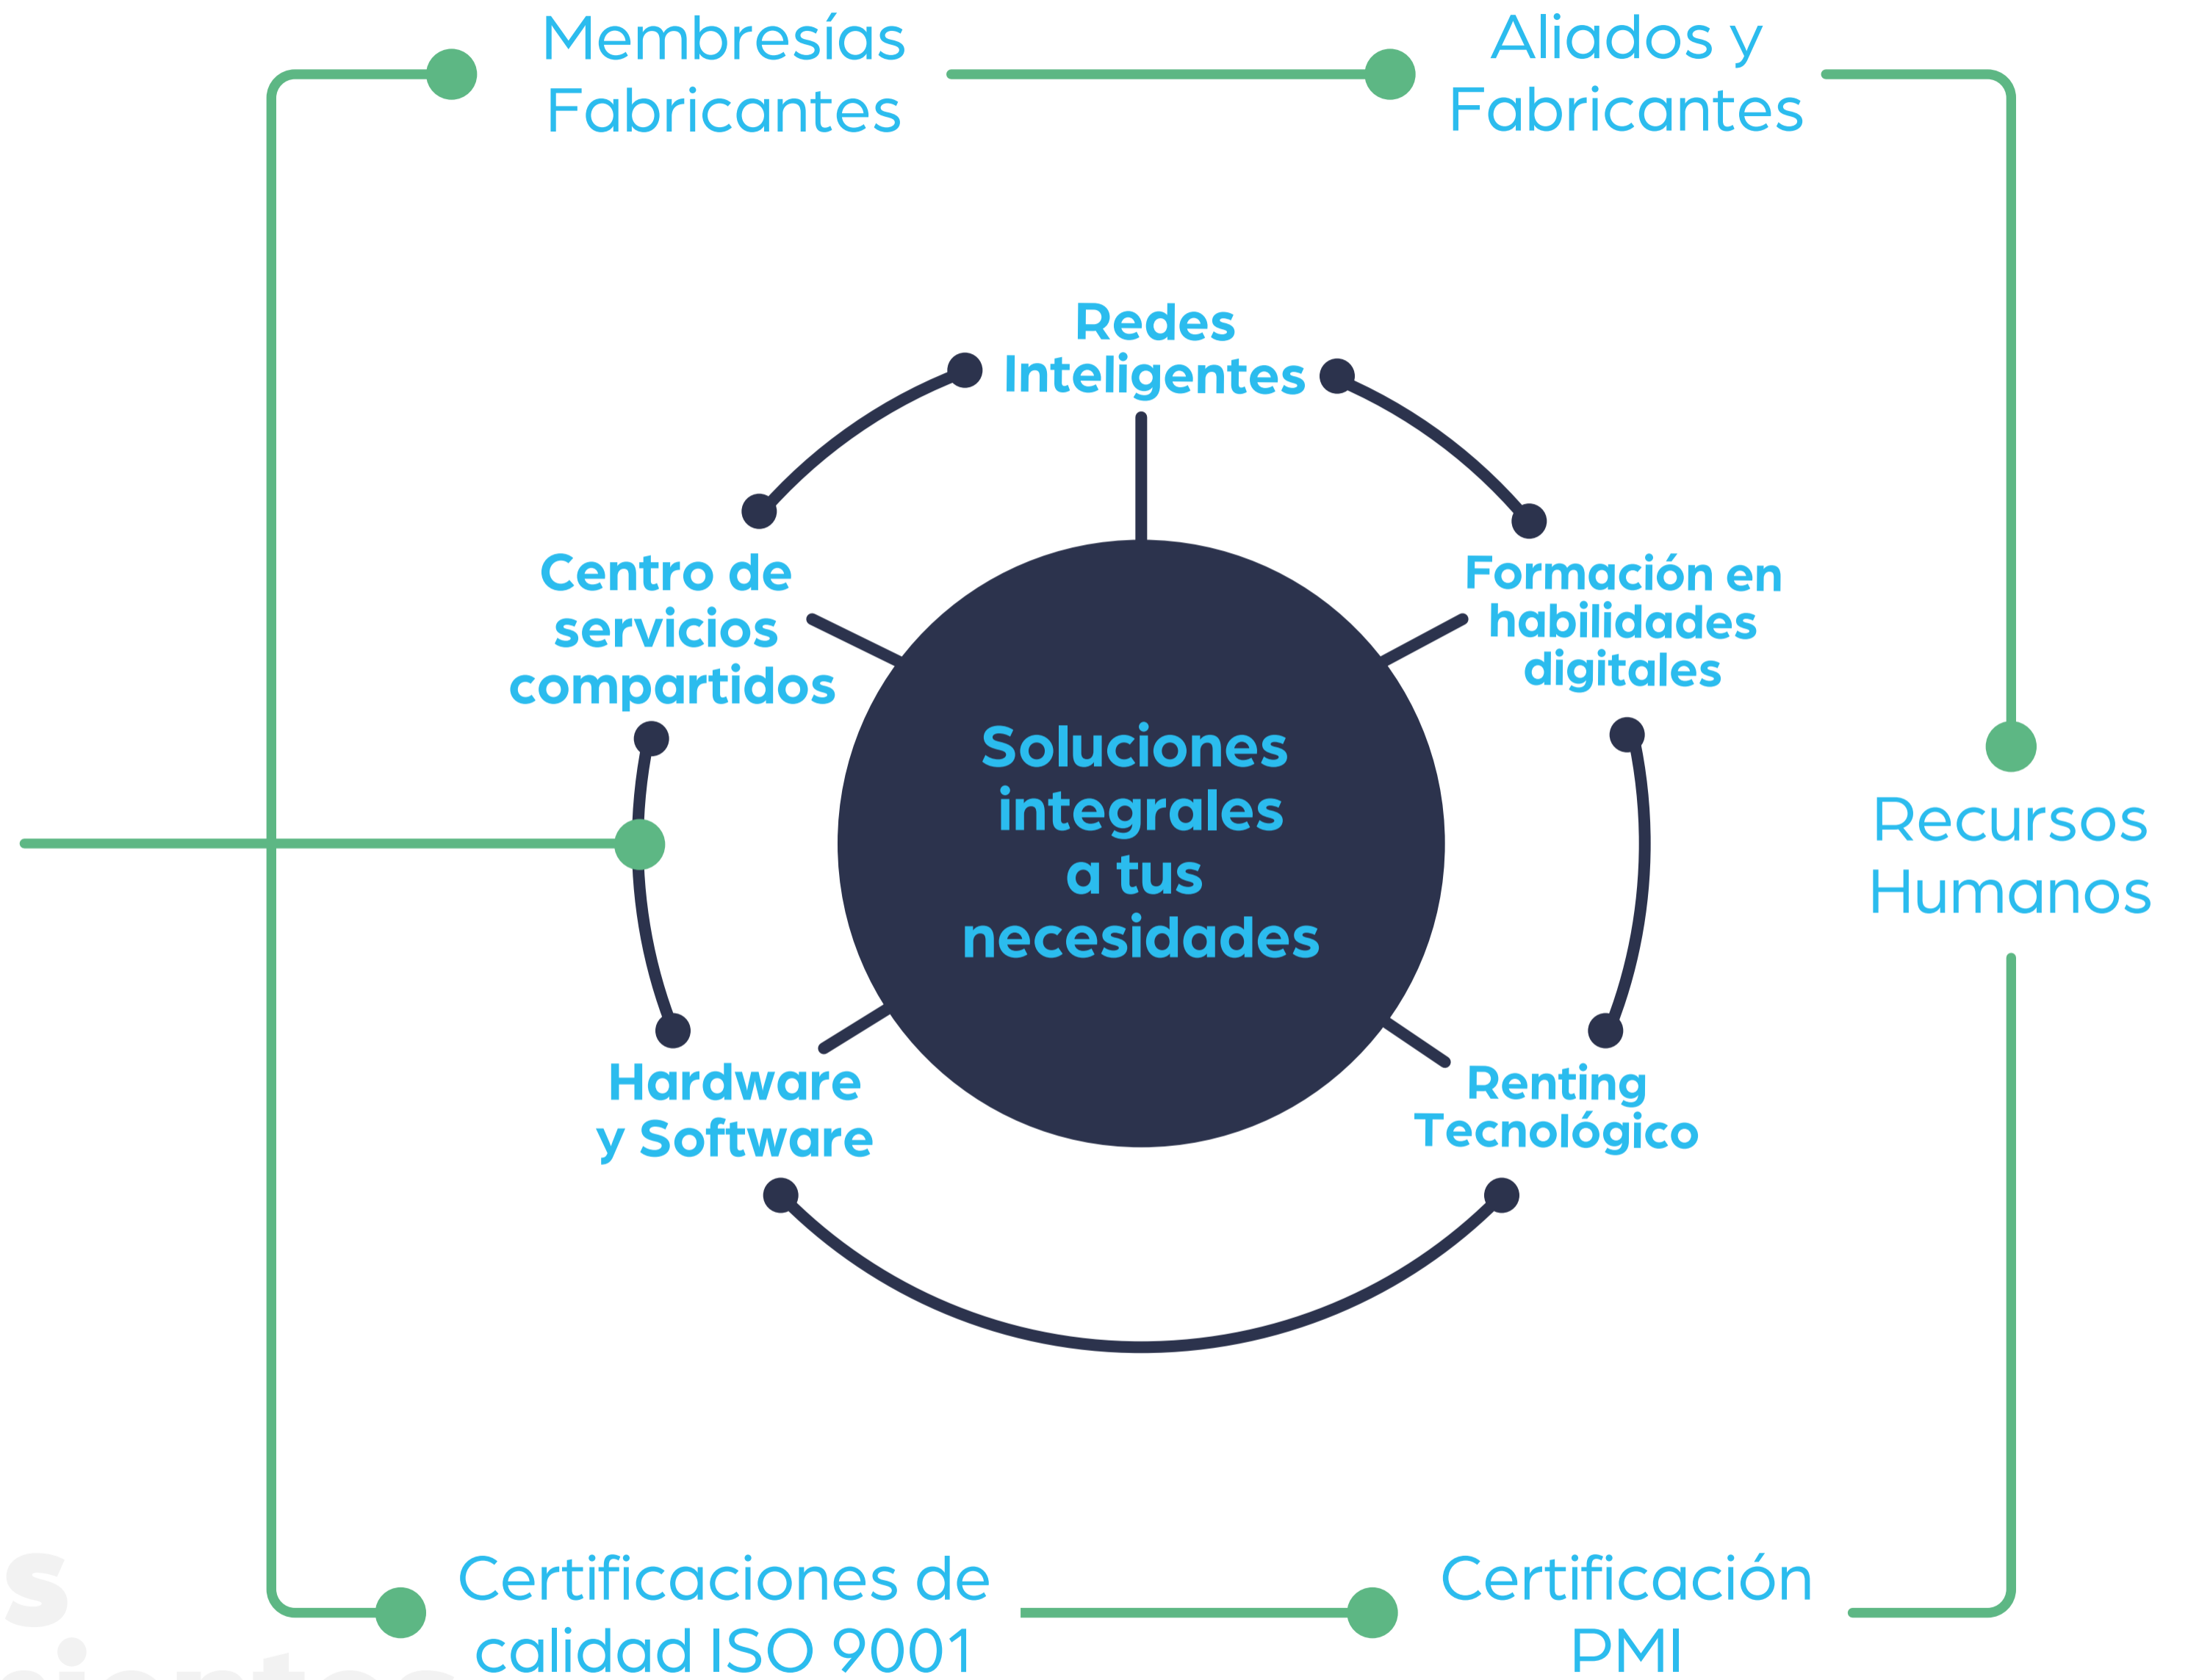 Membresías
Fabricantes
Aliados y
Fabricantes
Redes
Inteligentes
Centro de
servicios
compartidos
Formación en
habilidades
digitales
Soluciones
integrales
a tus
necesidades
Recursos
Humanos
Hardware
y Software
Renting
Tecnológico
Certificaciones de
calidad ISO 9001
Certificación
PMI